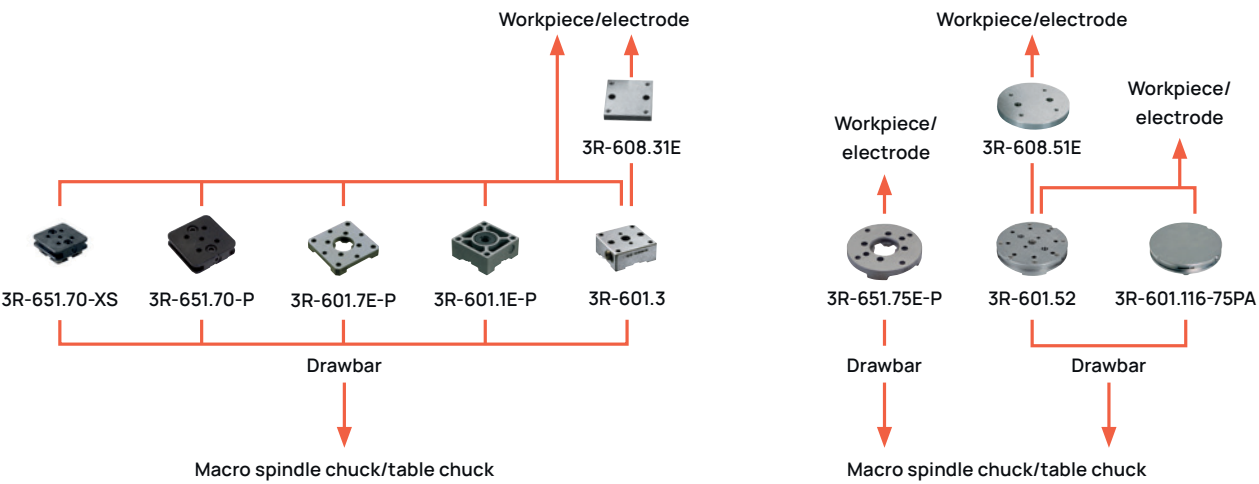 Workpiece/electrode
3R-608.31E
3R-651.70-XS
3R-651.70-P
3R-601.7E-P
3R-601.1E-P
3R-601.3
Drawbar
Macro spindle chuck/table chuck
Workpiece/electrode
Workpiece/
electrode
3R-608.51E
Workpiece/
electrode
3R-651.75E-P
3R-601.52
3R-601.116-75PA
Drawbar
Drawbar
Macro spindle chuck/table chuck